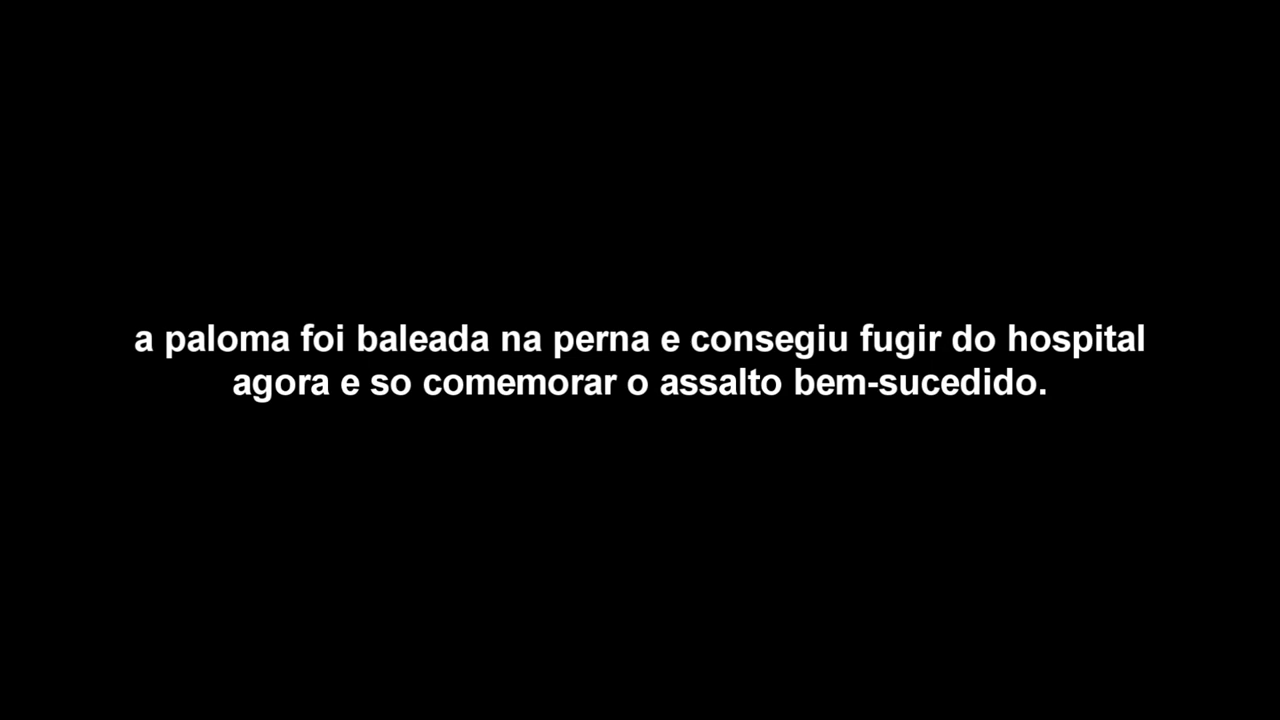 a paloma foi baleada na perna e consegiu fugir do hospital
agora e so comemorar o assalto bem-sucedido.